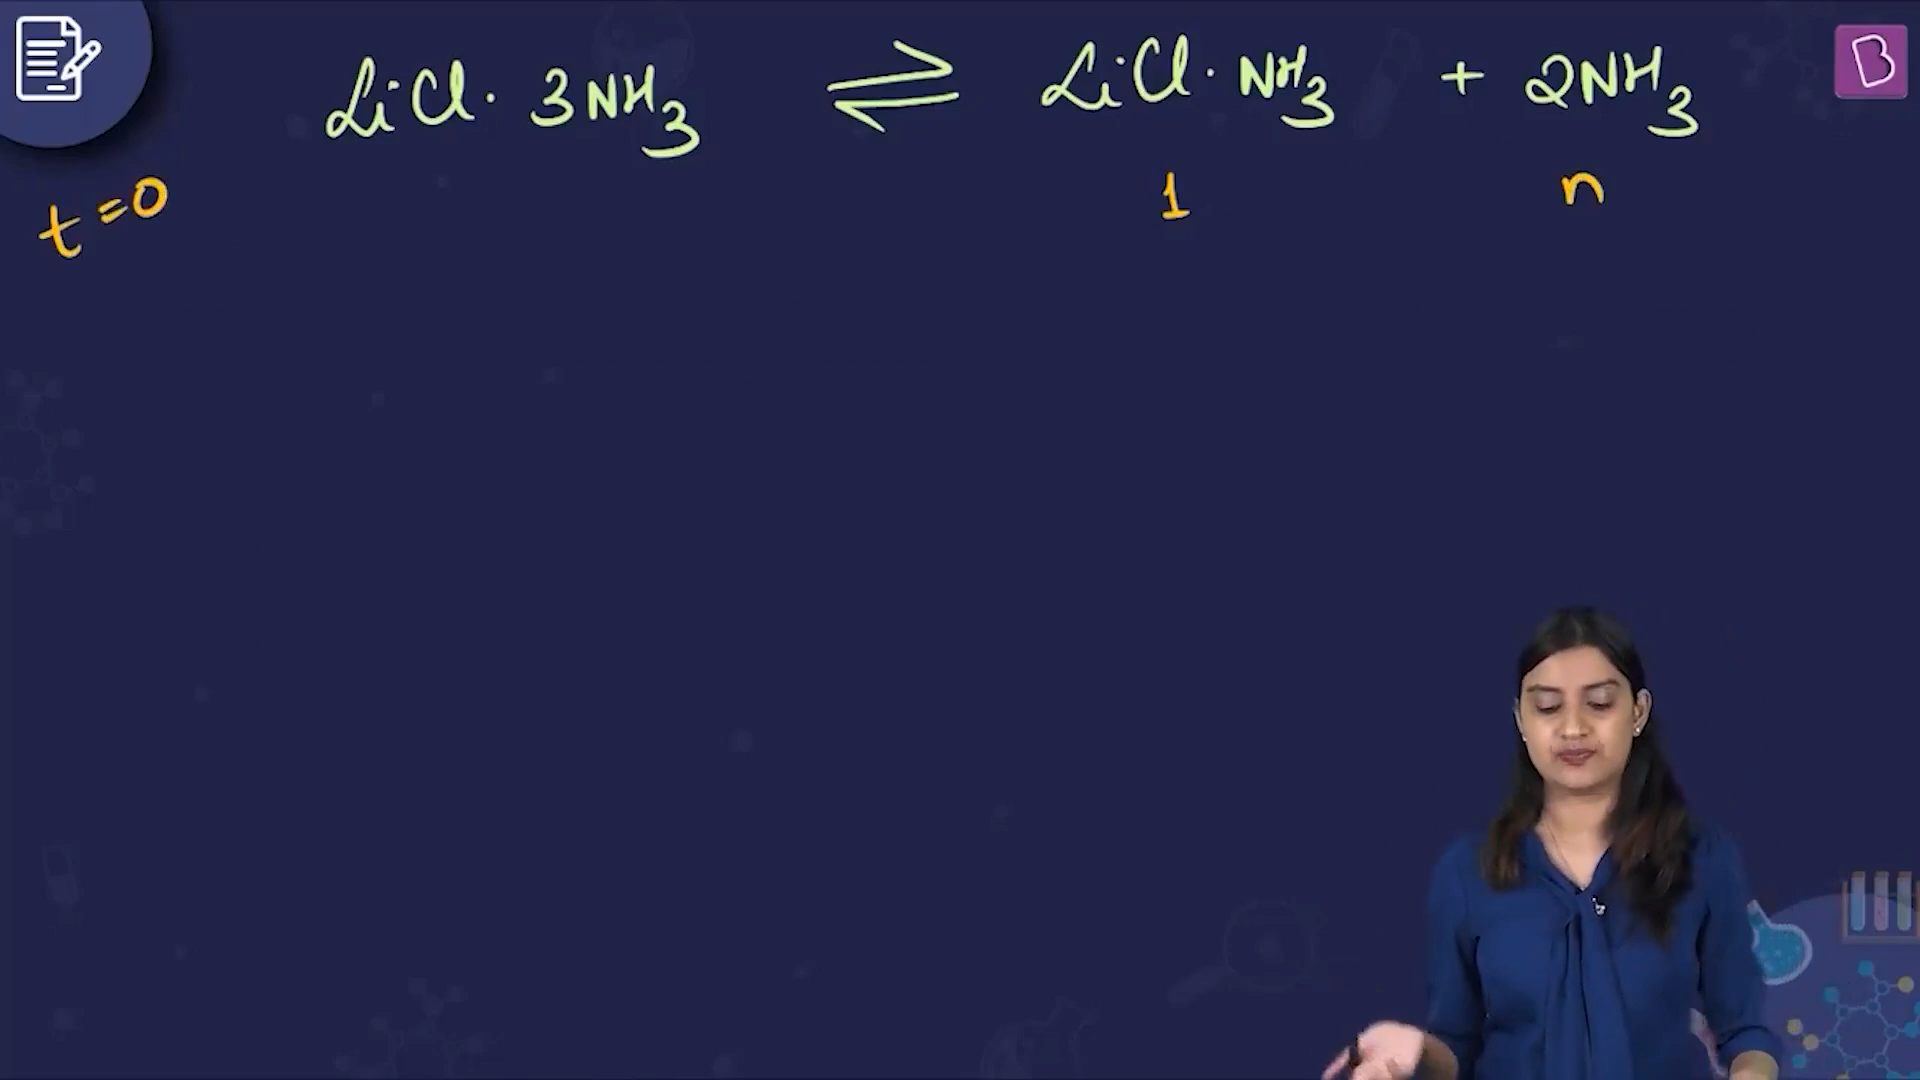 LiCl · 3NH₃ ⇌ LiCl · NH₃ + 2NH₃
t=0 1 n
B